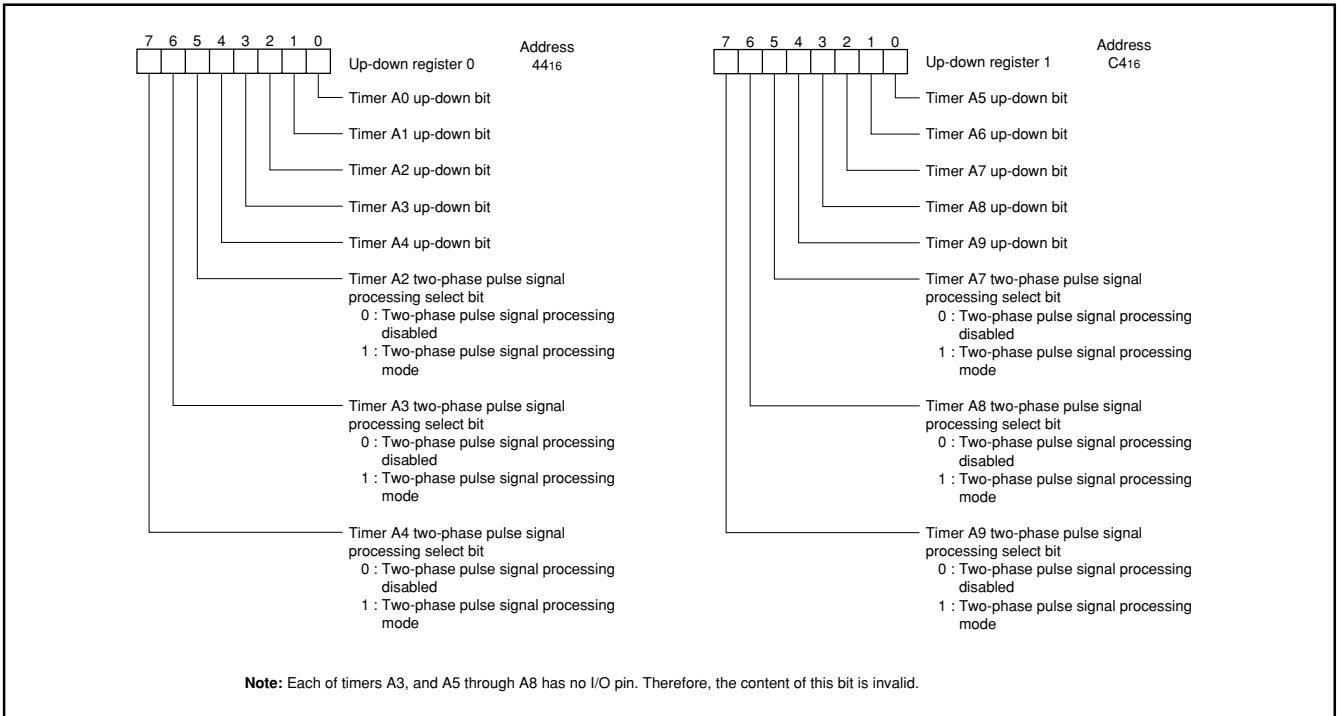 7 6 5 4 3 2 1 0
Address
Up-down register 0
4416
Timer A0 up-down bit
Timer A1 up-down bit
Timer A2 up-down bit
Timer A3 up-down bit
Timer A4 up-down bit
Timer A2 two-phase pulse signal
processing select bit
0 : Two-phase pulse signal processing
disabled
1 : Two-phase pulse signal processing
mode
Timer A3 two-phase pulse signal
processing select bit
0 : Two-phase pulse signal processing
disabled
1 : Two-phase pulse signal processing
mode
Timer A4 two-phase pulse signal
processing select bit
0 : Two-phase pulse signal processing
disabled
1 : Two-phase pulse signal processing
mode
7 6 5 4 3 2 1 0
Address
Up-down register 1
C416
Timer A5 up-down bit
Timer A6 up-down bit
Timer A7 up-down bit
Timer A8 up-down bit
Timer A9 up-down bit
Timer A7 two-phase pulse signal
processing select bit
0 : Two-phase pulse signal processing
disabled
1 : Two-phase pulse signal processing
mode
Timer A8 two-phase pulse signal
processing select bit
0 : Two-phase pulse signal processing
disabled
1 : Two-phase pulse signal processing
mode
Timer A9 two-phase pulse signal
processing select bit
0 : Two-phase pulse signal processing
disabled
1 : Two-phase pulse signal processing
mode
Note: Each of timers A3, and A5 through A8 has no I/O pin. Therefore, the content of this bit is invalid.